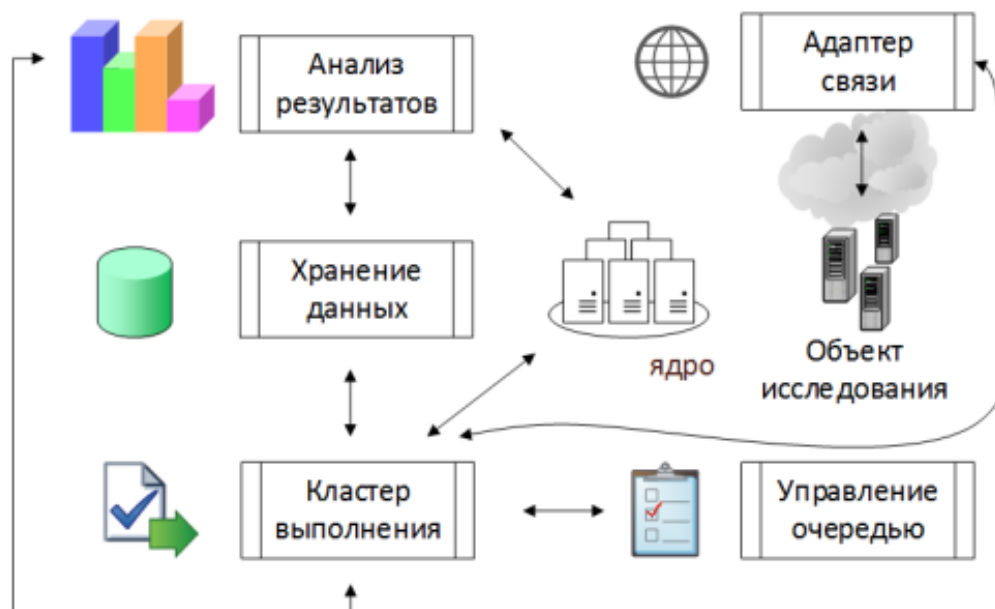 Анализ
результатов
Адаптер
связи
Хранение
данных
ядро
Объект
исследования
Кластер
выполнения
Управление
очередью